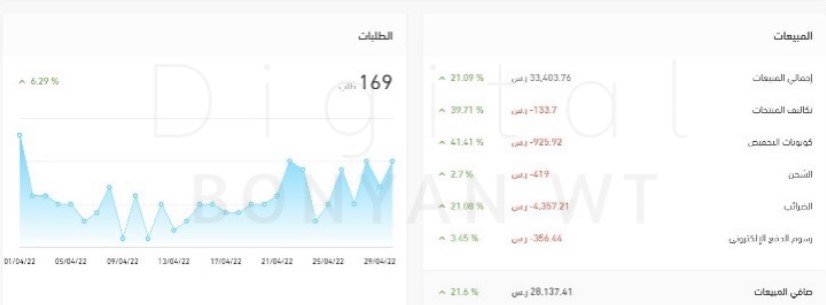 المبيعات
إجمالي المبيعات 33,403.76 ر.س 21.09 %
تكاليف المنتجات -133.7 ر.س 39.71 %
كوبونات التخفيض -925.92 ر.س 41.41 %
الشحن -419 ر.س 2.7 %
الضرائب -4,357.21 ر.س 21.08 %
رسوم الدفع الإلكتروني -356.44 ر.س 3.45 %
صافي المبيعات 28,137.41 ر.س 21.6 %
الطلبات
169 طلب 6.29 %
01/04/22 05/04/22 09/04/22 13/04/22 17/04/22 21/04/22 25/04/22 29/04/22
Digital
BONYAN WT